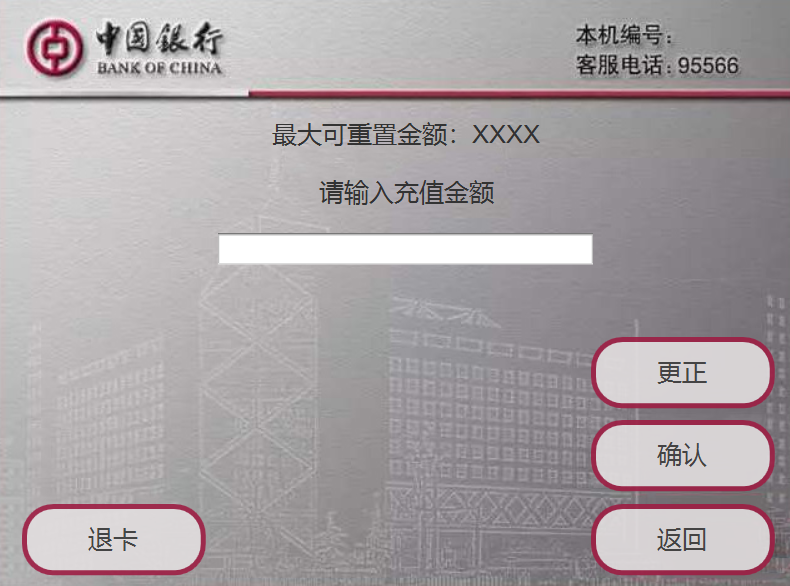 中国银行
BANK OF CHINA
本机编号：
客服电话：95566
最大可重置金额：XXXX
请输入充值金额
更正
确认
退卡
返回